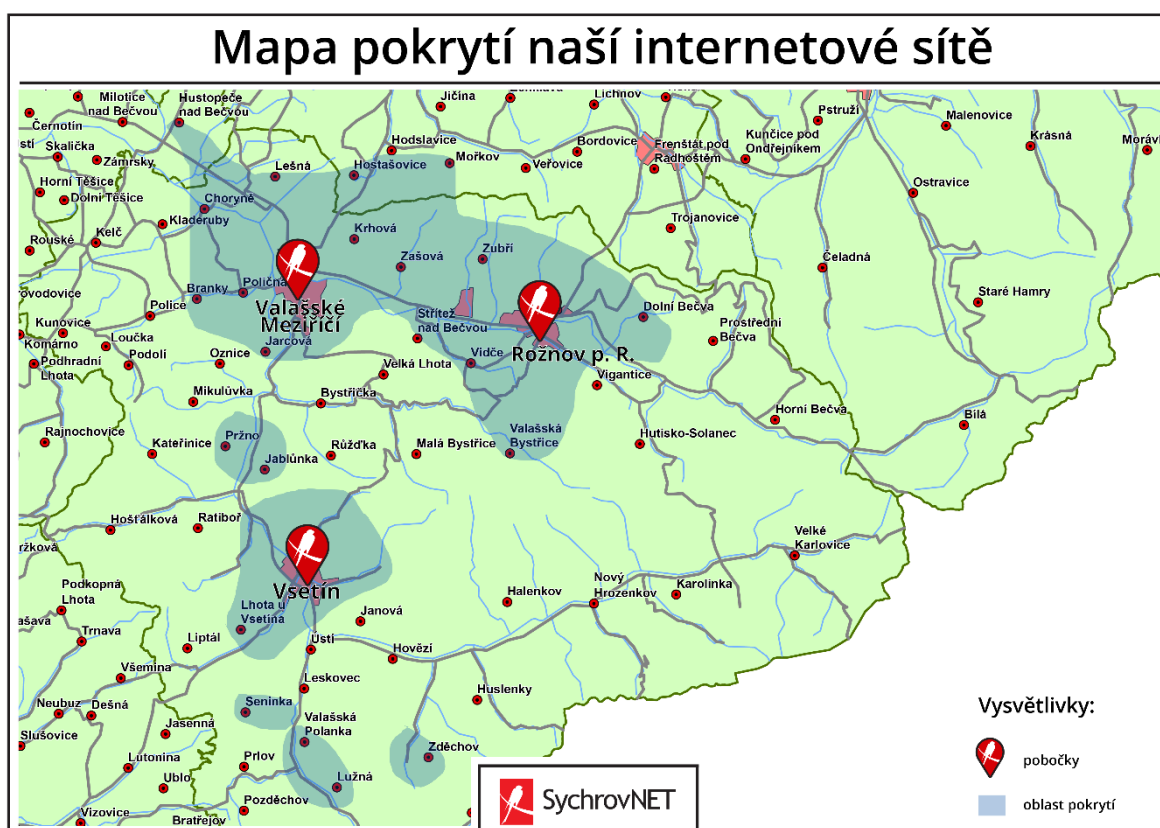 Mapa pokrytí naší internetové sítě
Milotice
nad Bečvou
Hustopeče
nad Bečvou
Jičína
Lichnov
Pstruží
Malenovice
Krásná
Černotín
Skalička
Zámrsky
Hodslavice
Bordovice
Frenštát pod
Radhoštěm
Kunčice pod
Ondřejníkem
Lešná
Hostašovice
Mořkov
Veřovice
Horní Těšice
Dolní Těšice
Choryně
Ostravice
Kladeruby
Trojanovice
Rouské
Kelč
Krhová
Zašová
Zubří
Čeladná
Branky
Poličná
Police
Valašské
Meziříčí
Střítež
nad Bečvou
Dolní Bečva
Prostřední
Bečva
Staré Hamry
Kunovice
Komárno
Podhradní
Lhota
Loučka
Podolí
Oznice
Jarcová
Velká Lhota
Vidče
Rožnov p. R.
Vigantice
Mikulůvka
Bystřička
Horní Bečva
Bílá
Rajnochovice
Kateřinice
Pržno
Jablůnka
Růžďka
Malá Bystřice
Valašská
Bystřice
Hutisko-Solanec
Hošťálková
Ratiboř
Velké
Karlovice
Podkopná
Lhota
Vsetín
Halenkov
Nový
Hrozenkov
Karolinka
Lhota u
Vsetína
Janová
Trnava
Liptál
Ústí
Hovězí
Všemina
Leskovec
Huslenky
Neubuz
Dešná
Seninka
Valašská
Polanka
Zděchov
Slušovice
Jasenná
Lutonina
Prlov
Ublo
Lužná
Vizovice
Pozděchov
Bratřejov
Vysvětlivky:
pobočky
oblast pokrytí
SychrovNET